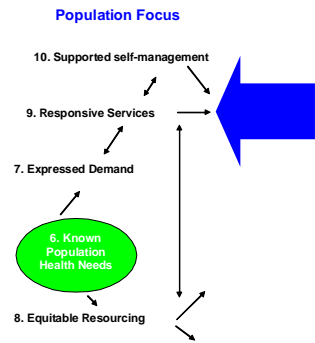 Population Focus
10. Supported self-management
9. Responsive Services
7. Expressed Demand
6. Known
Population
Health Needs
8. Equitable Resourcing